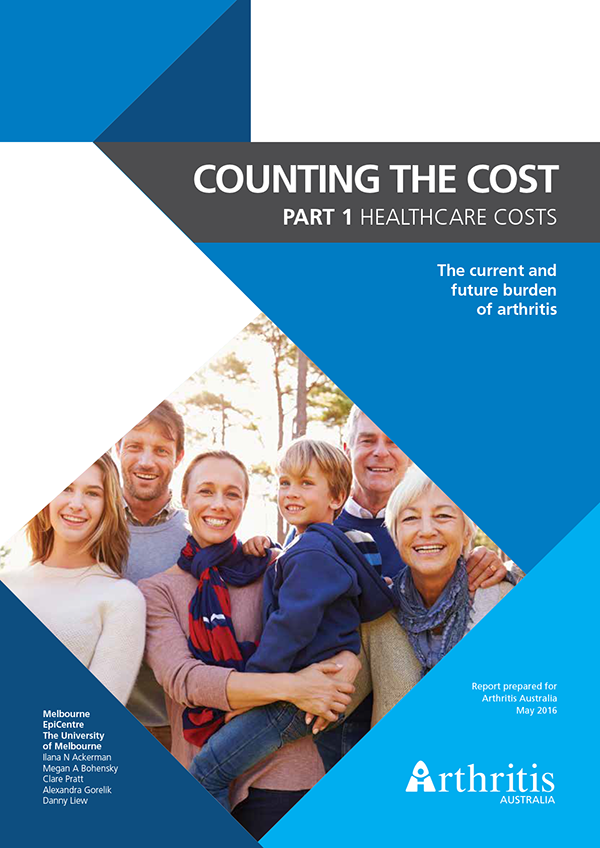 COUNTING THE COST
PART 1 HEALTHCARE COSTS
The current and
future burden
of arthritis
Report prepared for
Arthritis Australia
May 2016
Melbourne
EpiCentre
The University
of Melbourne
Ilana N Ackerman
Megan A Bohensky
Clare Pratt
Alexandra Gorelik
Danny Liew
Arthritis
AUSTRALIA